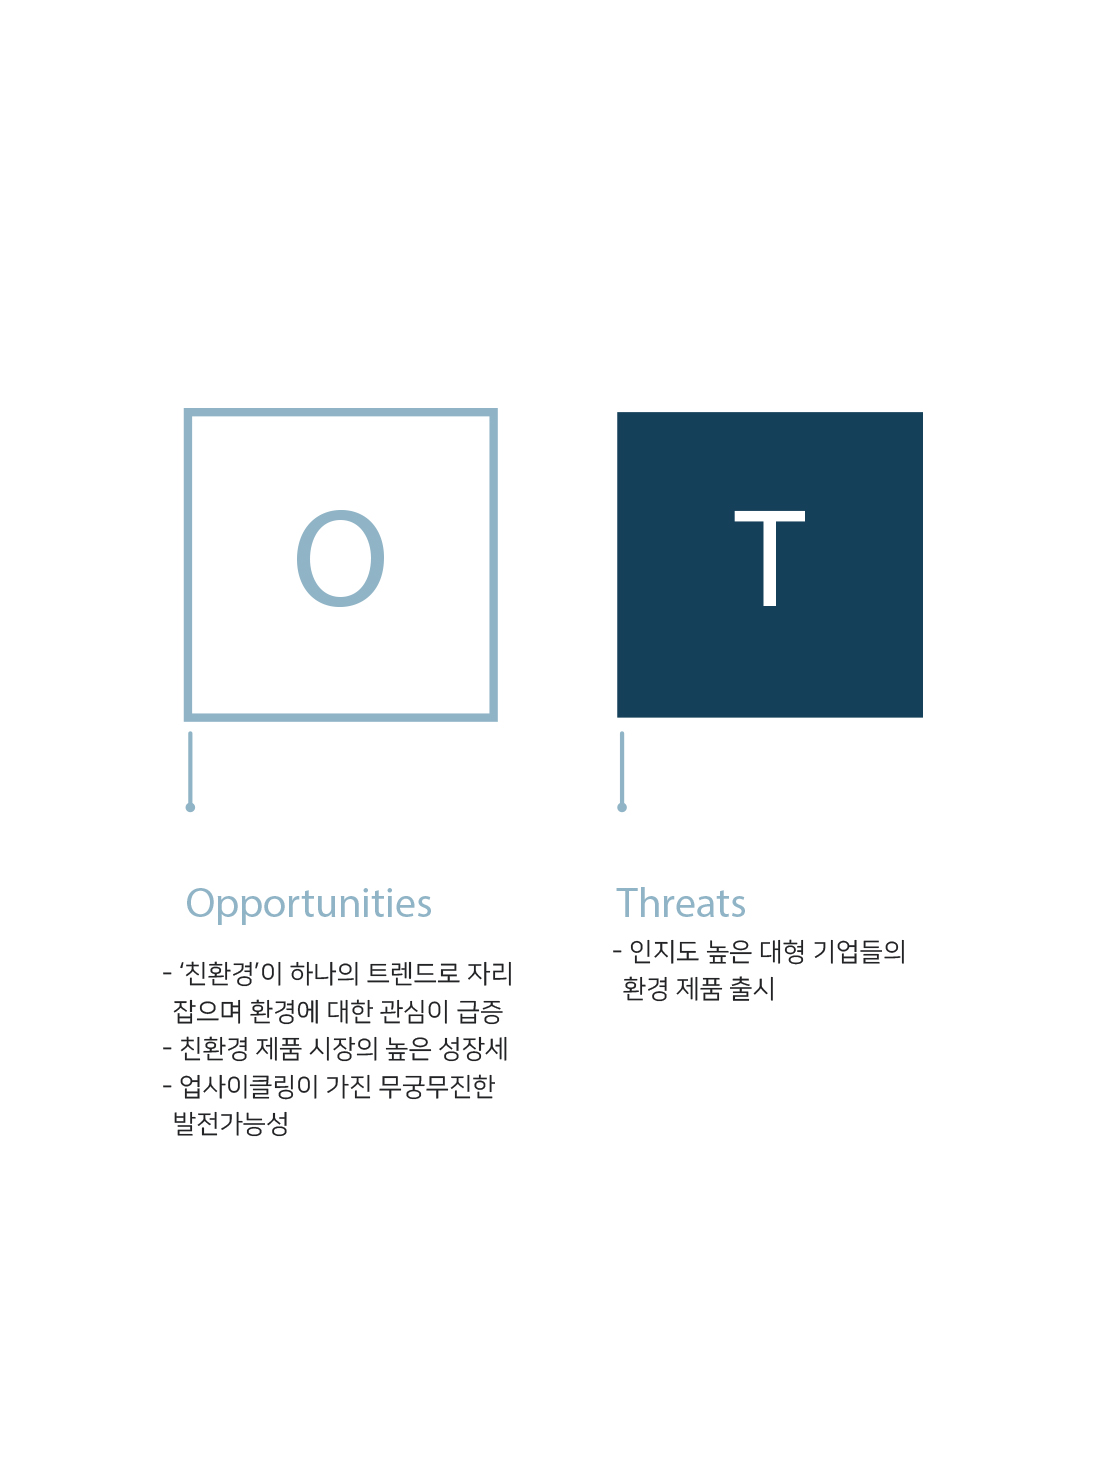 O
Opportunities
- ‘친환경’이 하나의 트렌드로 자리
잡으며 환경에 대한 관심이 급증
- 친환경 제품 시장의 높은 성장세
- 업사이클링이 가진 무궁무진한
발전가능성
T
Threats
- 인지도 높은 대형 기업들의
환경 제품 출시